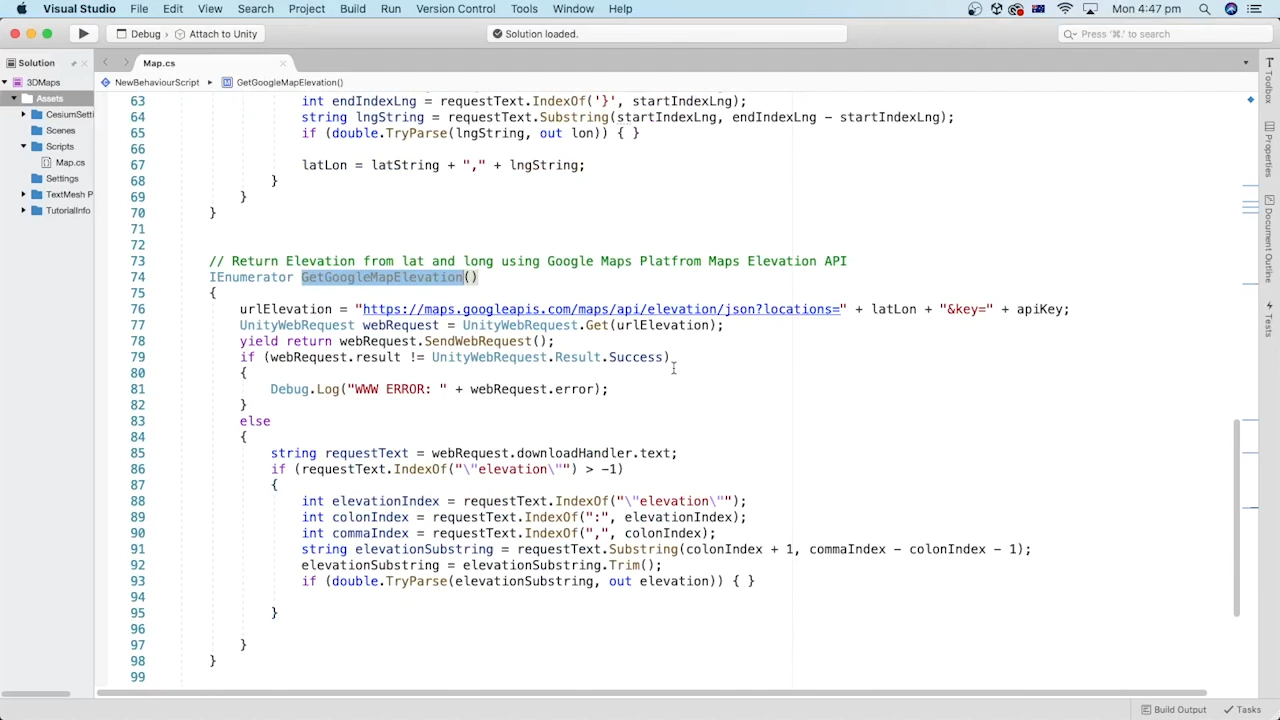 Visual Studio File Edit View Search Project Build Run Version Control Tools Window Help Mon 4:47 pm
Debug › Attach to Unity Solution loaded. Press '⌘.' to search
Solution Map.cs
3DMaps NewBehaviourScript ▸ GetGoogleMapElevation()
Assets
CesiumSetti
Scenes
Scripts
Map.cs
Settings
TextMesh P
TutorialInfo
63 int endIndexLng = requestText.IndexOf('}', startIndexLng);
64 string lngString = requestText.Substring(startIndexLng, endIndexLng - startIndexLng);
65 if (double.TryParse(lngString, out lon)) { }
66
67 latLon = latString + "," + lngString;
68 }
69 }
70 }
71
72
73 // Return Elevation from lat and long using Google Maps Platfrom Maps Elevation API
74 IEnumerator GetGoogleMapElevation()
75 {
76 urlElevation = "https://maps.googleapis.com/maps/api/elevation/json?locations=" + latLon + "&key=" + apiKey;
77 UnityWebRequest webRequest = UnityWebRequest.Get(urlElevation);
78 yield return webRequest.SendWebRequest();
79 if (webRequest.result != UnityWebRequest.Result.Success)
80 {
81 Debug.Log("WWW ERROR: " + webRequest.error);
82 }
83 else
84 {
85 string requestText = webRequest.downloadHandler.text;
86 if (requestText.IndexOf("\"elevation\"") > -1)
87 {
88 int elevationIndex = requestText.IndexOf("\"elevation\"");
89 int colonIndex = requestText.IndexOf(":", elevationIndex);
90 int commaIndex = requestText.IndexOf(",", colonIndex);
91 string elevationSubstring = requestText.Substring(colonIndex + 1, commaIndex - colonIndex - 1);
92 elevationSubstring = elevationSubstring.Trim();
93 if (double.TryParse(elevationSubstring, out elevation)) { }
94
95 }
96
97 }
98 }
99
Toolbox
Properties
Document Outline
Tests
Build Output Tasks